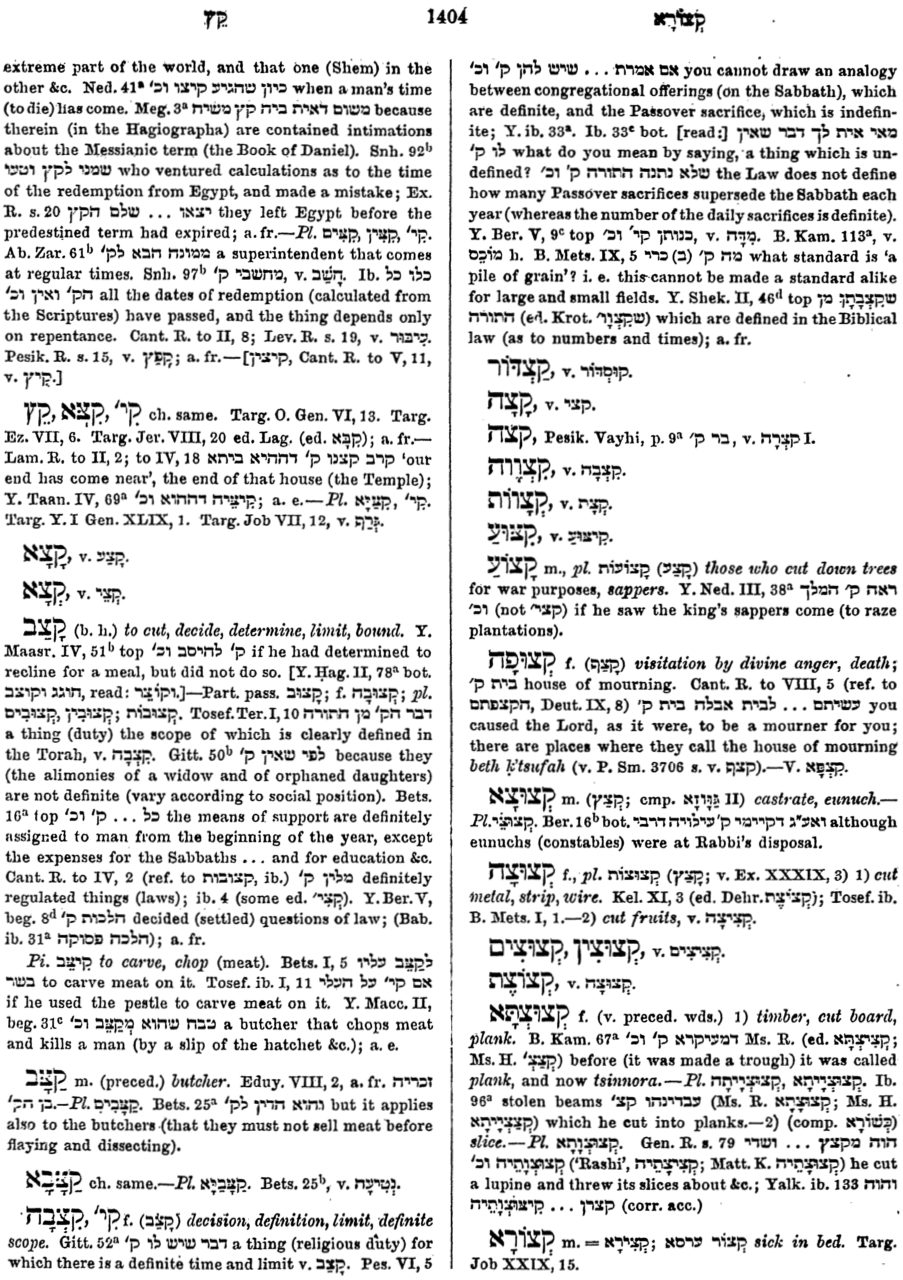 קֵץ
1404
קְצוֹרָא
extreme part of the world, and that one (Shem) in the
other &c. Ned. 41ᵃ כיון שהגיע קיצו וכ׳ when a man's time
(to die) has come. Meg. 3ᵃ משום דאית ביה קץ משיח because
therein (in the Hagiographa) are contained intimations
about the Messianic term (the Book of Daniel). Snh. 92ᵇ
שמנו לקץ וטעו who ventured calculations as to the time
of the redemption from Egypt, and made a mistake; Ex.
R. s. 20 יצאו ... שלם הקץ they left Egypt before the
predestined term had expired; a. fr.—Pl. קִצִּים, קִצִּין, קי׳.
Ab. Zar. 61ᵇ ממונה הבא לק׳ a superintendent that comes
at regular times. Snh. 97ᵇ מחשבי ק׳, v. חָשַׁב. Ib. כלו כל
הק׳ ואין וכ׳ all the dates of redemption (calculated from
the Scriptures) have passed, and the thing depends only
on repentance. Cant. R. to II, 8; Lev. R. s. 19, v. כִּיבּוּר.
Pesik. R. s. 15, v. קָפַץ; a. fr.—[קיצין, Cant. R. to V, 11,
v. קַיִץ.]
קֵץ, קִצָּא, קי׳ ch. same. Targ. O. Gen. VI, 13. Targ.
Ez. VII, 6. Targ. Jer. VIII, 20 ed. Lag. (ed. קִבָּא); a. fr.—
Lam. R. to II, 2; to IV, 18 קרב קצנו ק׳ דההיא ביתא 'our
end has come near', the end of that house (the Temple);
Y. Taan. IV, 69ᵃ קִיצֵּיהּ דההוא וכ׳; a. e.—Pl. קִצַּיָּא, קי׳.
Targ. Y. I Gen. XLIX, 1. Targ. Job VII, 12, v. גְּרַף.
קָצָא, v. קָצַע.
קְצָא, v. קְצֵי.
קָצַב (b. h.) to cut, decide, determine, limit, bound. Y.
Maasr. IV, 51ᵇ top ק׳ להיסב וכ׳ if he had determined to
recline for a meal, but did not do so. [Y. Ḥag. II, 78ᵃ bot.
חוגג וקוצב, read: וקוֹצֵר.]—Part. pass. קָצוּב; f. קְצוּבָה; pl.
קְצוּבִים, קְצוּבִין; קְצוּבוֹת. Tosef. Ter. I, 10 דבר הק׳ מן התורה
a thing (duty) the scope of which is clearly defined in
the Torah, v. קִצְבָה. Gitt. 50ᵇ לפי שאין ק׳ because they
(the alimonies of a widow and of orphaned daughters)
are not definite (vary according to social position). Bets.
16ᵃ top כל ... ק׳ וכ׳ the means of support are definitely
assigned to man from the beginning of the year, except
the expenses for the Sabbaths ... and for education &c.
Cant. R. to IV, 2 (ref. to קצובות, ib.) מלין ק׳ definitely
regulated things (laws); ib. 4 (some ed. קְצֵי׳). Y. Ber. V,
beg. 8ᵈ הלכות ק׳ decided (settled) questions of law; (Bab.
ib. 31ᵃ הלכה פסוקה); a. fr.
Pi. קִיצֵּב to carve, chop (meat). Bets. I, 5 לקַצֵּב עליו
בשר to carve meat on it. Tosef. ib. I, 11 אם קי׳ על העלי
if he used the pestle to carve meat on it. Y. Macc. II,
beg. 31ᶜ טבח שהוא מְקַצֵּב וכ׳ a butcher that chops meat
and kills a man (by a slip of the hatchet &c.); a. e.
קַצָּב m. (preced.) butcher. Eduy. VIII, 2, a. fr. זכריה
בן הק׳.—Pl. קַצָּבִים. Bets. 25ᵃ והוא הדין לק׳ but it applies
also to the butchers (that they must not sell meat before
flaying and dissecting).
קַצָּבָא ch. same.—Pl. קַצָּבַיָּא. Bets. 25ᵇ, v. נְטִיעָה.
קִצְבָה, קי׳ f. (קָצַב) decision, definition, limit, definite
scope. Gitt. 52ᵃ דבר שיש לו ק׳ a thing (religious duty) for
which there is a definite time and limit v. קָצַב. Pes. VI, 5
אם אמרת ... שיש להן ק׳ וכ׳ you cannot draw an analogy
between congregational offerings (on the Sabbath), which
are definite, and the Passover sacrifice, which is indefin-
ite; Y. ib. 33ᵃ. Ib. 33ᶜ bot. [read:] מאי אית לך דבר שאין
לו ק׳ what do you mean by saying, a thing which is un-
defined? שלא נתנה התורה ק׳ וכ׳ the Law does not define
how many Passover sacrifices supersede the Sabbath each
year (whereas the number of the daily sacrifices is definite).
Y. Ber. V, 9ᶜ top כנותן ק׳ וכ׳, v. מִדָּה. B. Kam. 113ᵃ, v.
מוֹכֵס h. B. Mets. IX, 5 מה ק׳ (ב) כרי what standard is 'a
pile of grain'? i. e. this cannot be made a standard alike
for large and small fields. Y. Shek. II, 46ᵈ top שקִצְבָתָן מן
התורה (ed. Krot. שקִצְווָ׳) which are defined in the Biblical
law (as to numbers and times); a. fr.
קַצְדּוֹר, v. קוּסְדּוֹר.
קָצָה, v. קצי.
קצה, Pesik. Vayhi, p. 9ᵃ בר ק׳, v. קִצְרָה I.
קִצְווָה, v. קִצְבָה.
קְצָווֹת, v. קְצָת.
קִצּוּעַ, v. קִיצּוּעַ.
קָצוֹעַ m., pl. קָצוֹעוֹת (קָצַע) those who cut down trees
for war purposes, sappers. Y. Ned. III, 38ᵃ ראה ק׳ המלך
וכ׳ (not קצי׳) if he saw the king's sappers come (to raze
plantations).
קְצוּפָה f. (קָצַף) visitation by divine anger, death;
בית ק׳ house of mourning. Cant. R. to VIII, 5 (ref. to
הקצפתם, Deut. IX, 8) עשיתם ... לבית אבלה בית ק׳ you
caused the Lord, as it were, to be a mourner for you;
there are places where they call the house of mourning
beth k'tsufah (v. P. Sm. 3706 s. v. קצף).—V. קִצְפָּא.
קְצוּצָא m. (קָצַץ; cmp. גַּוּוָּזָא II) castrate, eunuch.—
Pl. קְצוּצֵי. Ber. 16ᵇ bot. ואע״ג דקיימי ק׳ עילויה דרבי although
eunuchs (constables) were at Rabbi's disposal.
קְצוּצָה f., pl. קְצוּצוֹת (קָצַץ; v. Ex. XXXIX, 3) 1) cut
metal, strip, wire. Kel. XI, 3 (ed. Dehr. קְצוֹצֶת); Tosef. ib.
B. Mets. I, 1.—2) cut fruits, v. קְצִיצָה.
קְצוּצִין, קְצוּצִים, v. קְצִיצִים.
קְצוֹצֶת, v. קְצוּצָה.
קְצוּצְתָּא f. (v. preced. wds.) 1) timber, cut board,
plank. B. Kam. 67ᵃ דמעיקרא ק׳ וכ׳ Ms. R. (ed. קְצִיצְתָּא;
Ms. H. קְצַצְ׳) before (it was made a trough) it was called
plank, and now tsinnora.—Pl. קְצוּצְיָיתָא, קְצוּצְיָיתָה. Ib.
96ᵃ stolen beams עבדינהו קצ׳ (Ms. R. קְצוּצָתָא; Ms. H.
קְצַצְיָיתָא) which he cut into planks.—2) (comp. כְּשׁוּרָא)
slice.—Pl. קְצוּצְוָתָא. Gen. R. s. 79 הוה מקצץ ... ושדי
קְצוּצְוָתֵיהּ וכ׳ ('Rashi', קְצִיצָתֵיהּ; Matt. K. קְצוּצָתֵיהּ) he cut
a lupine and threw its slices about &c.; Yalk. ib. 133 והוה
קצרן ... קיצוּצְוָתֵיהּ (corr. acc.)
קְצוֹרָא m. = קְצִירָא; קְצוֹר ערסא sick in bed. Targ.
Job XXIX, 15.